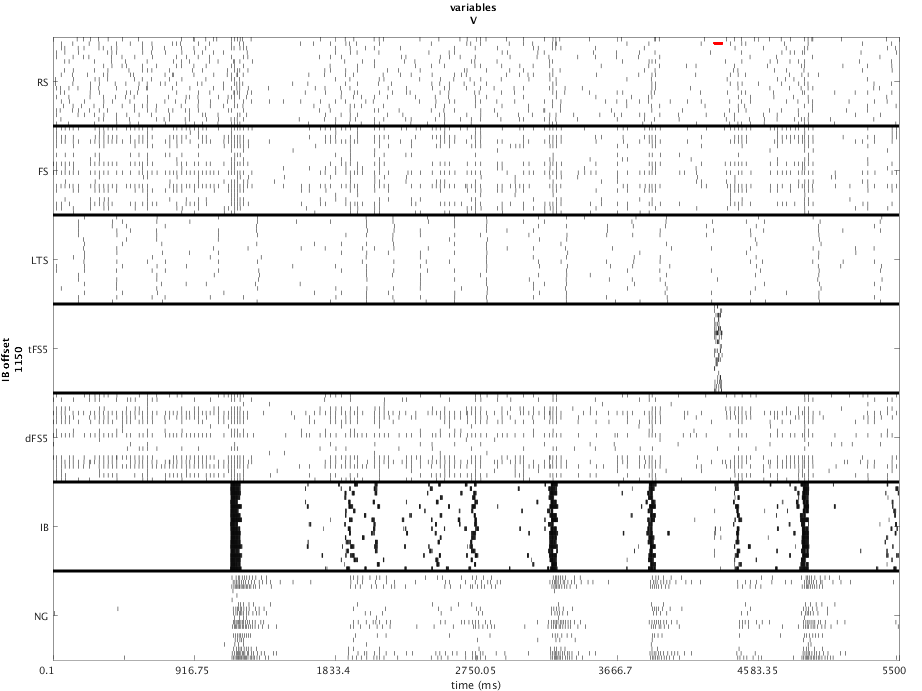 variables
V
RS
FS
LTS
tFS5
dFS5
IB
NG
IB offset
1150
0.1
916.75
1833.4
2750.05
3666.7
4583.35
5500
time (ms)